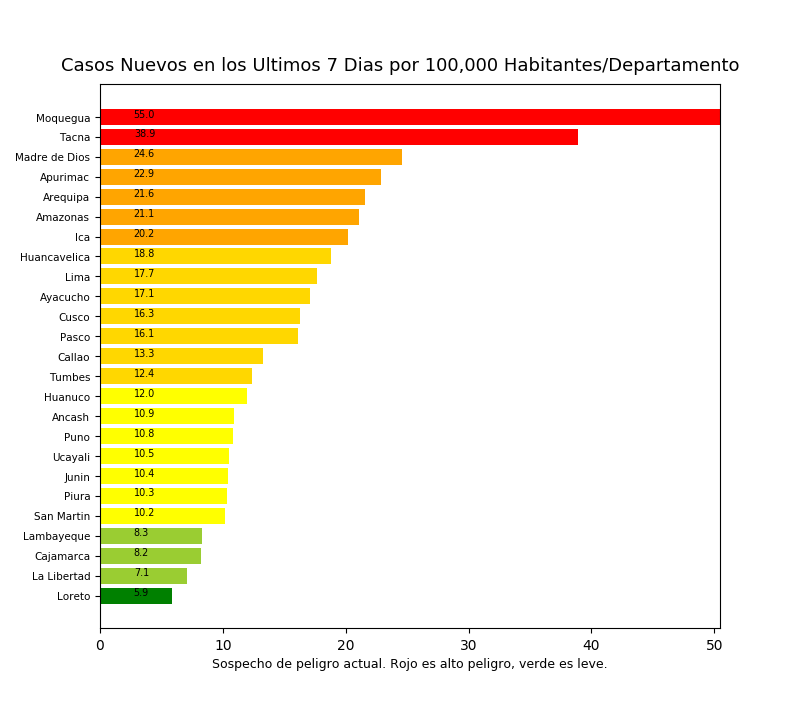 Casos Nuevos en los Ultimos 7 Dias por 100,000 Habitantes/Departamento
Moquegua 55.0
Tacna 38.9
Madre de Dios 24.6
Apurimac 22.9
Arequipa 21.6
Amazonas 21.1
Ica 20.2
Huancavelica 18.8
Lima 17.7
Ayacucho 17.1
Cusco 16.3
Pasco 16.1
Callao 13.3
Tumbes 12.4
Huanuco 12.0
Ancash 10.9
Puno 10.8
Ucayali 10.5
Junin 10.4
Piura 10.3
San Martin 10.2
Lambayeque 8.3
Cajamarca 8.2
La Libertad 7.1
Loreto 5.9
0 10 20 30 40 50
Sospecho de peligro actual. Rojo es alto peligro, verde es leve.